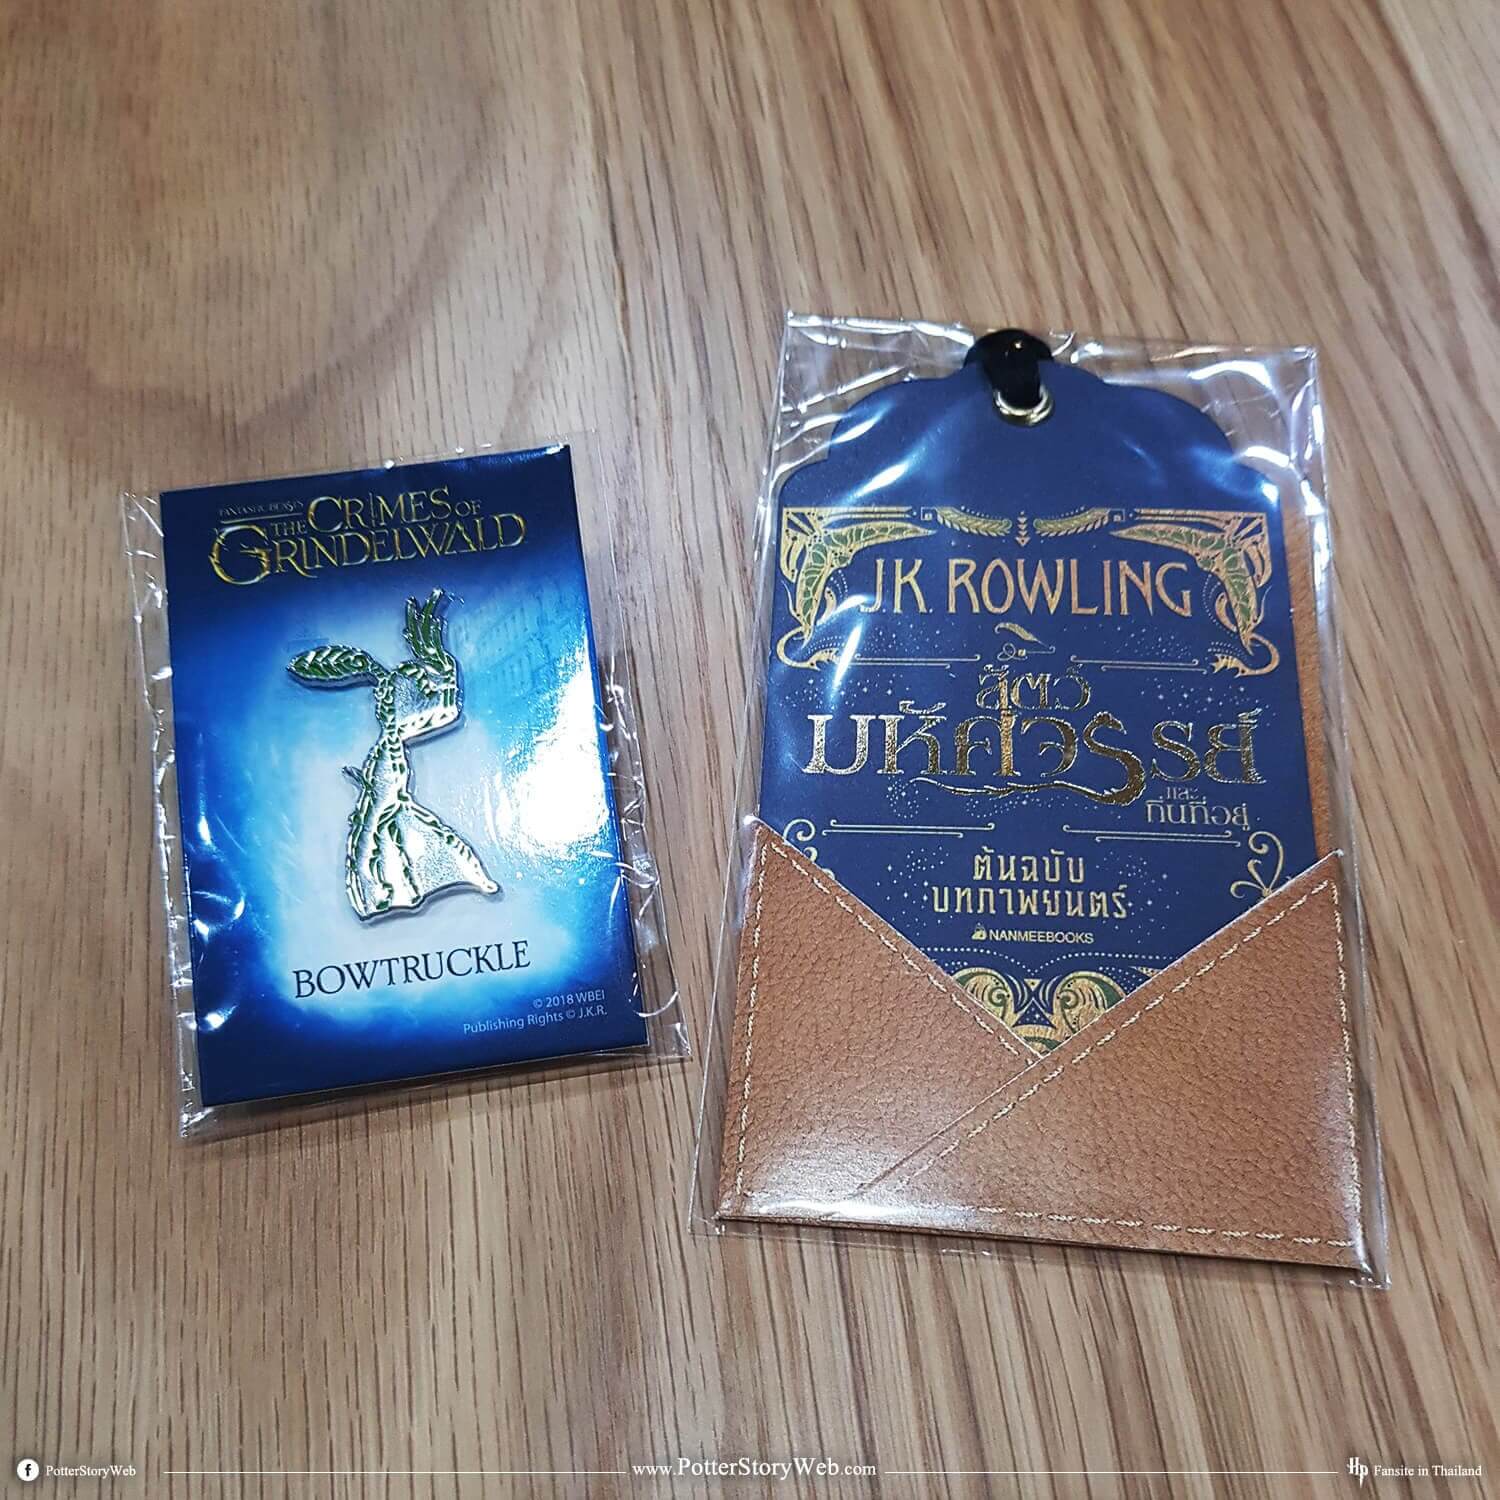 FANTASTIC BEASTS
THE CRIMES OF
GRINDELWALD
BOWTRUCKLE
© 2018 WBEI
Publishing Rights © J.K.R.
J.K. ROWLING
สัตว์
มหัศจรรย์
และ
ถิ่นที่อยู่
ต้นฉบับ
บทภาพยนตร์
NANMEEBOOKS
f PotterStoryWeb
www.PotterStoryWeb.com
HP Fansite in Thailand